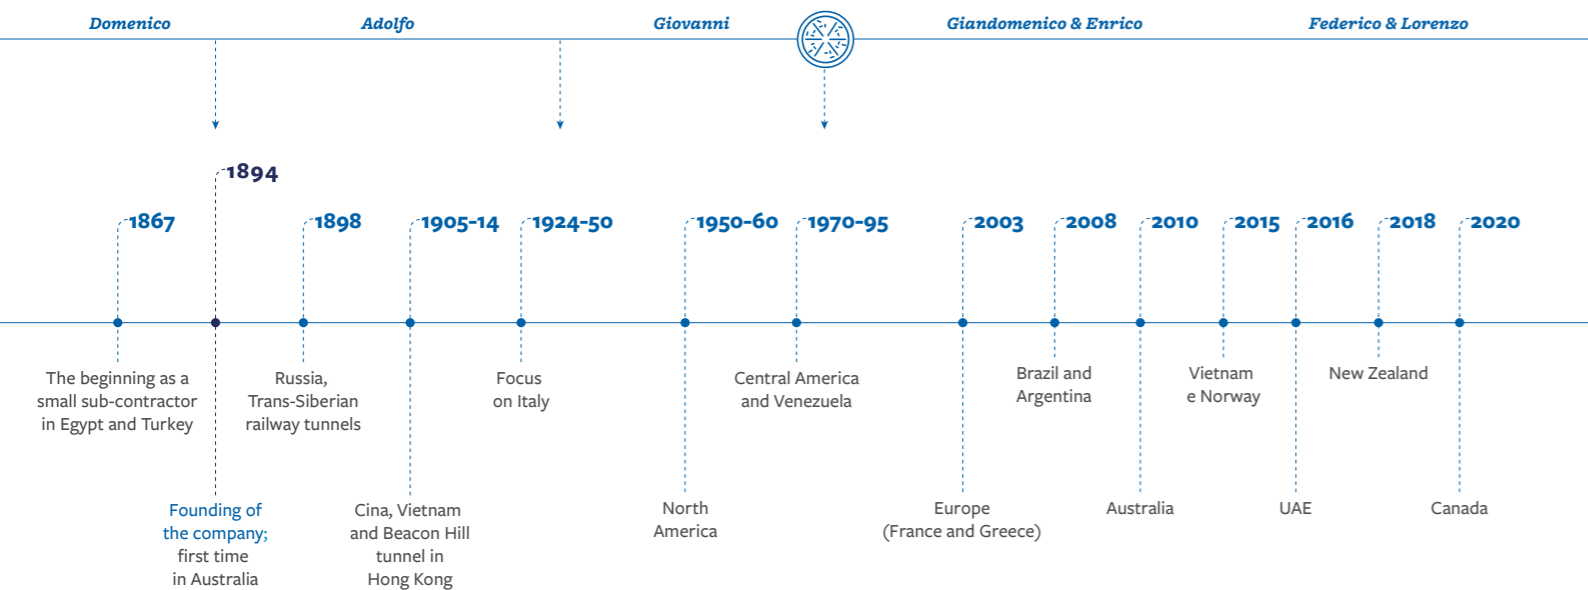 Domenico
Adolfo
Giovanni
Giandomenico & Enrico
Federico & Lorenzo
1894
1867
1898
1905-14
1924-50
1950-60
1970-95
2003
2008
2010
2015
2016
2018
2020
The beginning as a
small sub-contractor
in Egypt and Turkey
Russia,
Trans-Siberian
railway tunnels
Focus
on Italy
Central America
and Venezuela
Brazil and
Argentina
Vietnam
e Norway
New Zealand
Founding of
the company;
first time
in Australia
Cina, Vietnam
and Beacon Hill
tunnel in
Hong Kong
North
America
Europe
(France and Greece)
Australia
UAE
Canada